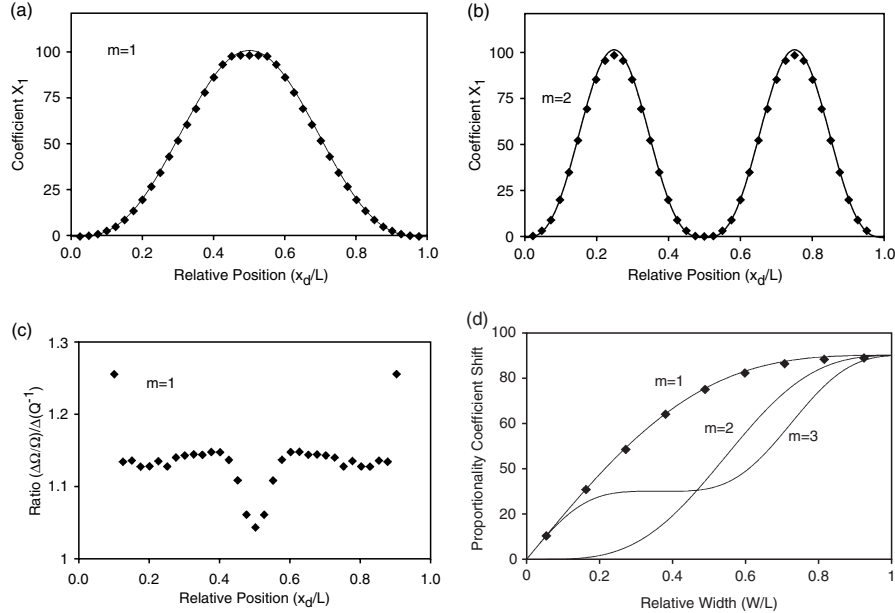 (a)
m=1
100
75
50
25
0
Coefficient X1
0.0 0.2 0.4 0.6 0.8 1.0
Relative Position (xd/L)
(b)
m=2
100
75
50
25
0
Coefficient X1
0.0 0.2 0.4 0.6 0.8 1.0
Relative Position (xd/L)
(c)
m=1
1.3
1.2
1.1
1
Ratio (ΔΩ/Ω)/Δ(Q⁻¹)
0.0 0.2 0.4 0.6 0.8 1.0
Relative Position (xd/L)
(d)
m=1
m=2
m=3
100
80
60
50
20
0
Proportionality Coefficient Shift
0 0.2 0.4 0.6 0.8 1
Relative Width (W/L)